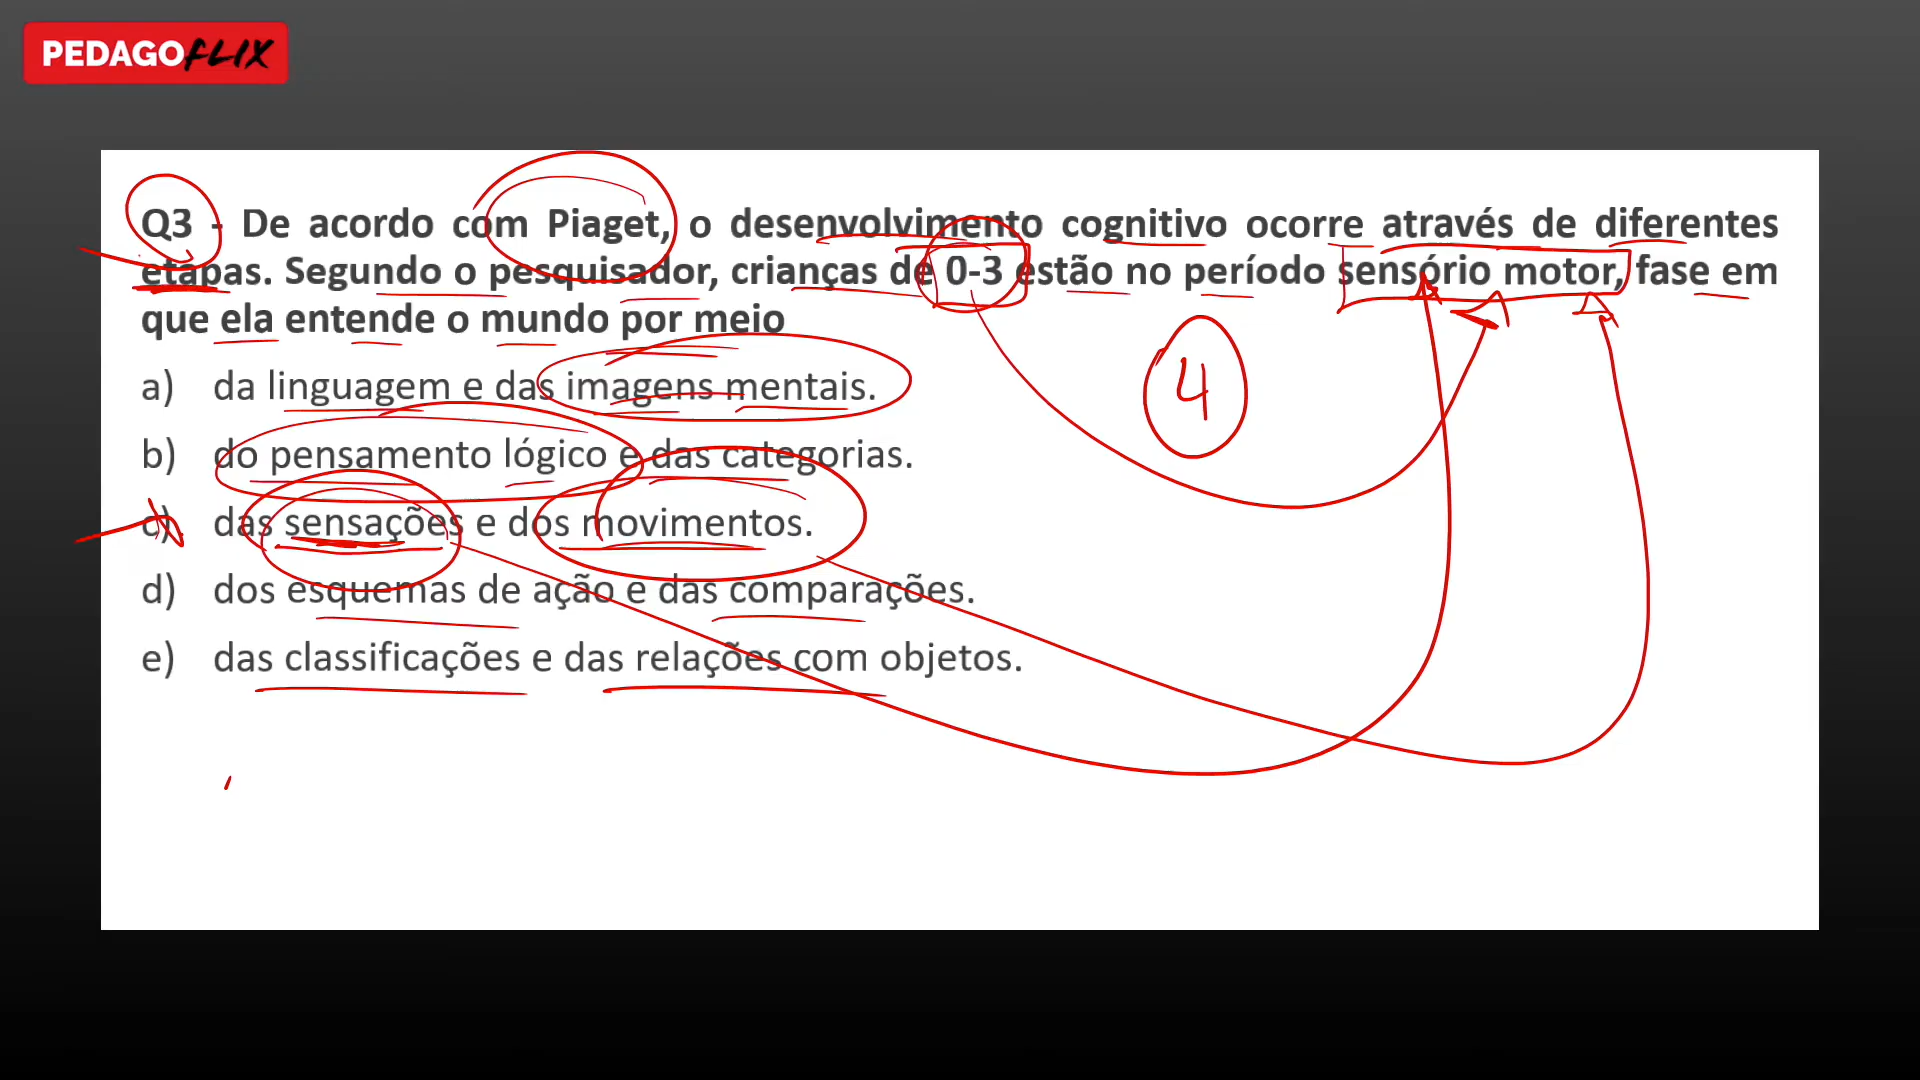 PEDAGOFLIX
Q3 - De acordo com Piaget, o desenvolvimento cognitivo ocorre através de diferentes
etapas. Segundo o pesquisador, crianças de 0-3 estão no período sensório motor, fase em
que ela entende o mundo por meio
4
a) da linguagem e das imagens mentais.
b) do pensamento lógico e das categorias.
c) das sensações e dos movimentos.
d) dos esquemas de ação e das comparações.
e) das classificações e das relações com objetos.